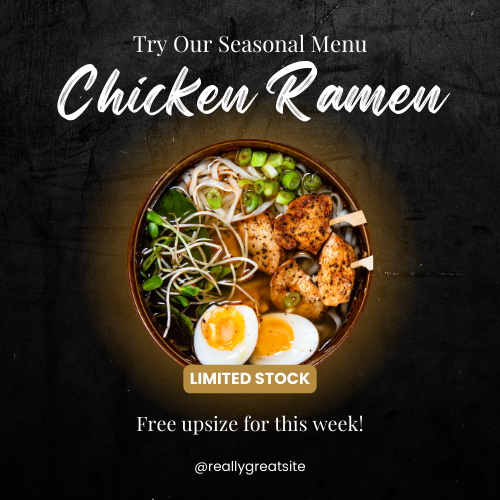 Try Our Seasonal Menu
Chicken Ramen
LIMITED STOCK
Free upsize for this week!
@reallygreatsite